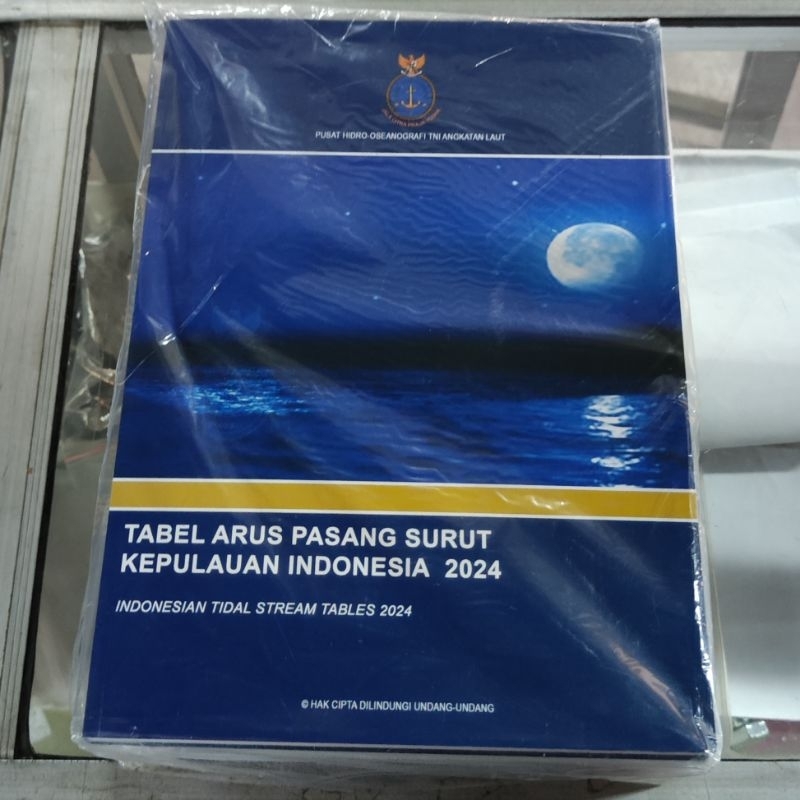 PUSAT HIDRO-OSEANOGRAFI TNI ANGKATAN LAUT
TABEL ARUS PASANG SURUT
KEPULAUAN INDONESIA 2024
INDONESIAN TIDAL STREAM TABLES 2024
© HAK CIPTA DILINDUNGI UNDANG-UNDANG